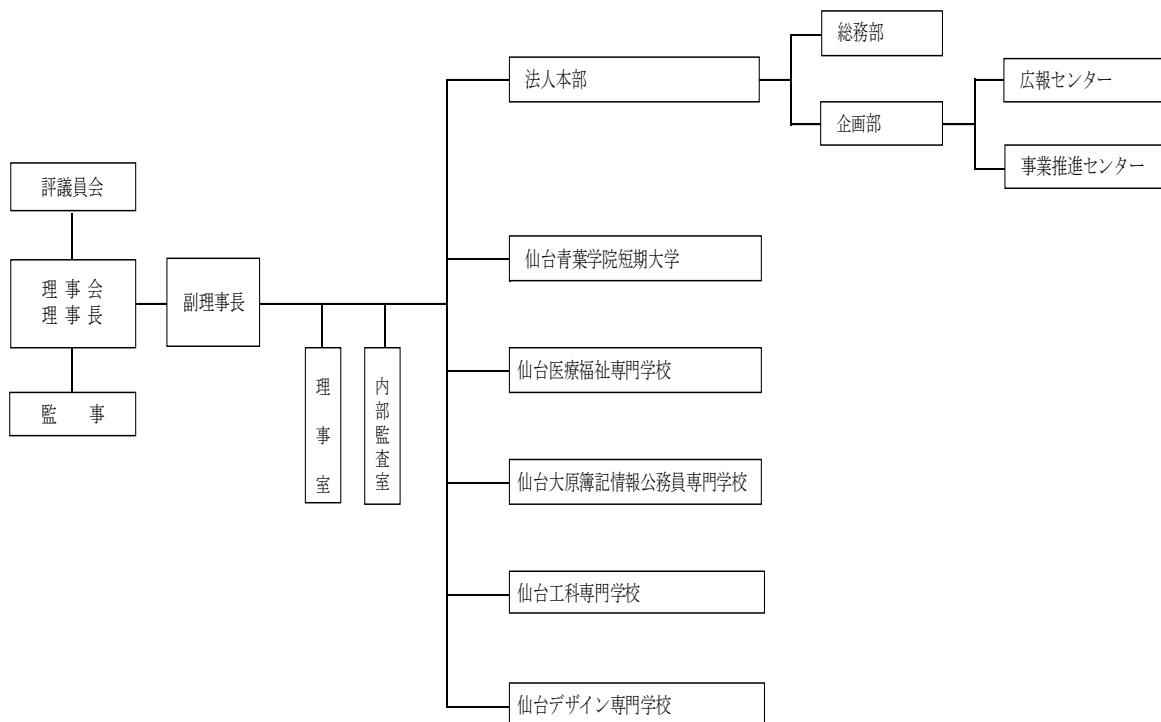 評議員会
理事会
理事長
監　事
副理事長
理事室
内部監査室
法人本部
総務部
企画部
広報センター
事業推進センター
仙台青葉学院短期大学
仙台医療福祉専門学校
仙台大原簿記情報公務員専門学校
仙台工科専門学校
仙台デザイン専門学校